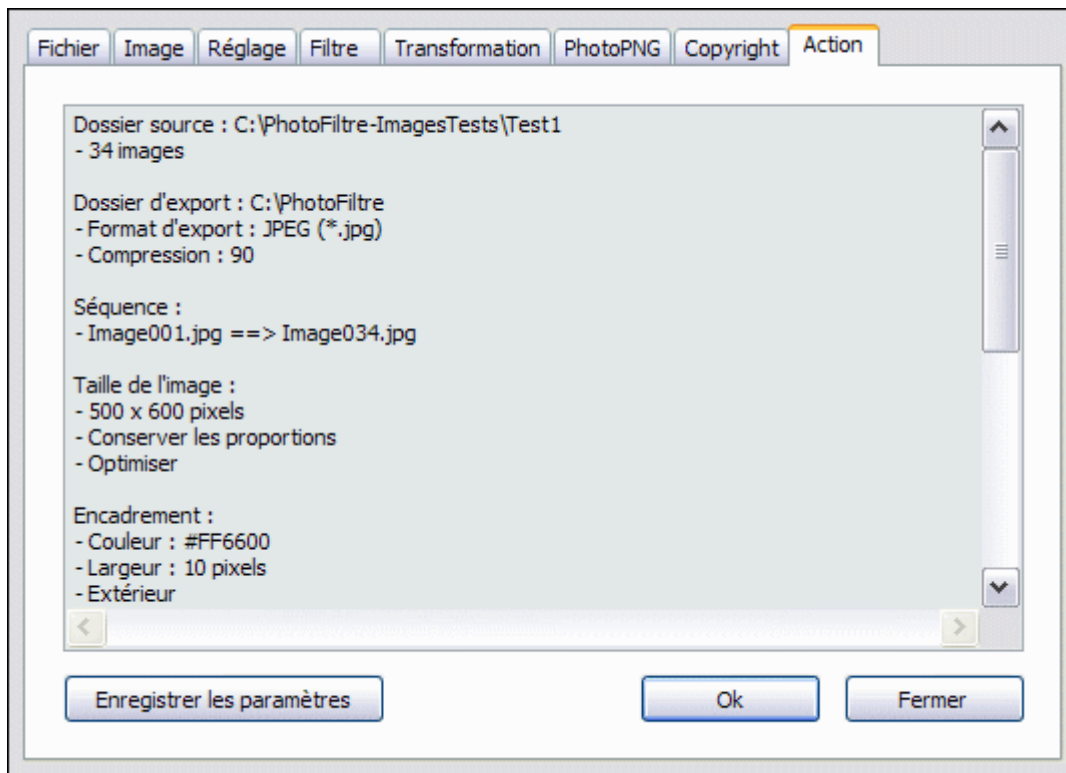 Fichier Image Réglage Filtre Transformation PhotoPNG Copyright Action
Dossier source : C:\PhotoFiltre-ImagesTests\Test1
- 34 images
Dossier d'export : C:\PhotoFiltre
- Format d'export : JPEG (*.jpg)
- Compression : 90
Séquence :
- Image001.jpg ==> Image034.jpg
Taille de l'image :
- 500 x 600 pixels
- Conserver les proportions
- Optimiser
Encadrement :
- Couleur : #FF6600
- Largeur : 10 pixels
- Extérieur
Enregistrer les paramètres Ok Fermer